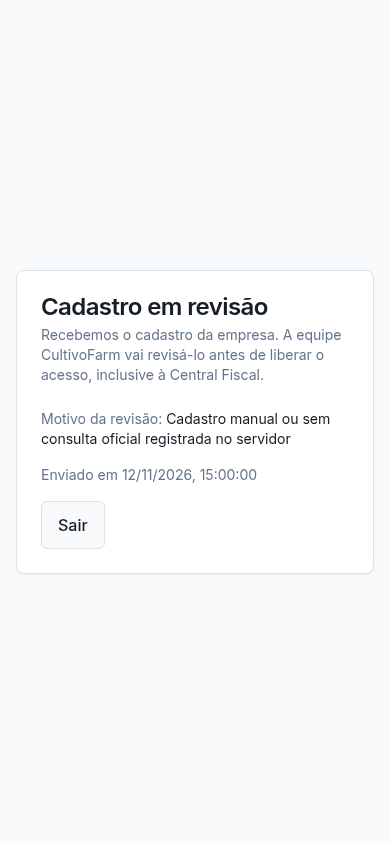 Cadastro em revisão
Recebemos o cadastro da empresa. A equipe
CultivoFarm vai revisá-lo antes de liberar o
acesso, inclusive à Central Fiscal.
Motivo da revisão: Cadastro manual ou sem
consulta oficial registrada no servidor
Enviado em 12/11/2026, 15:00:00
Sair